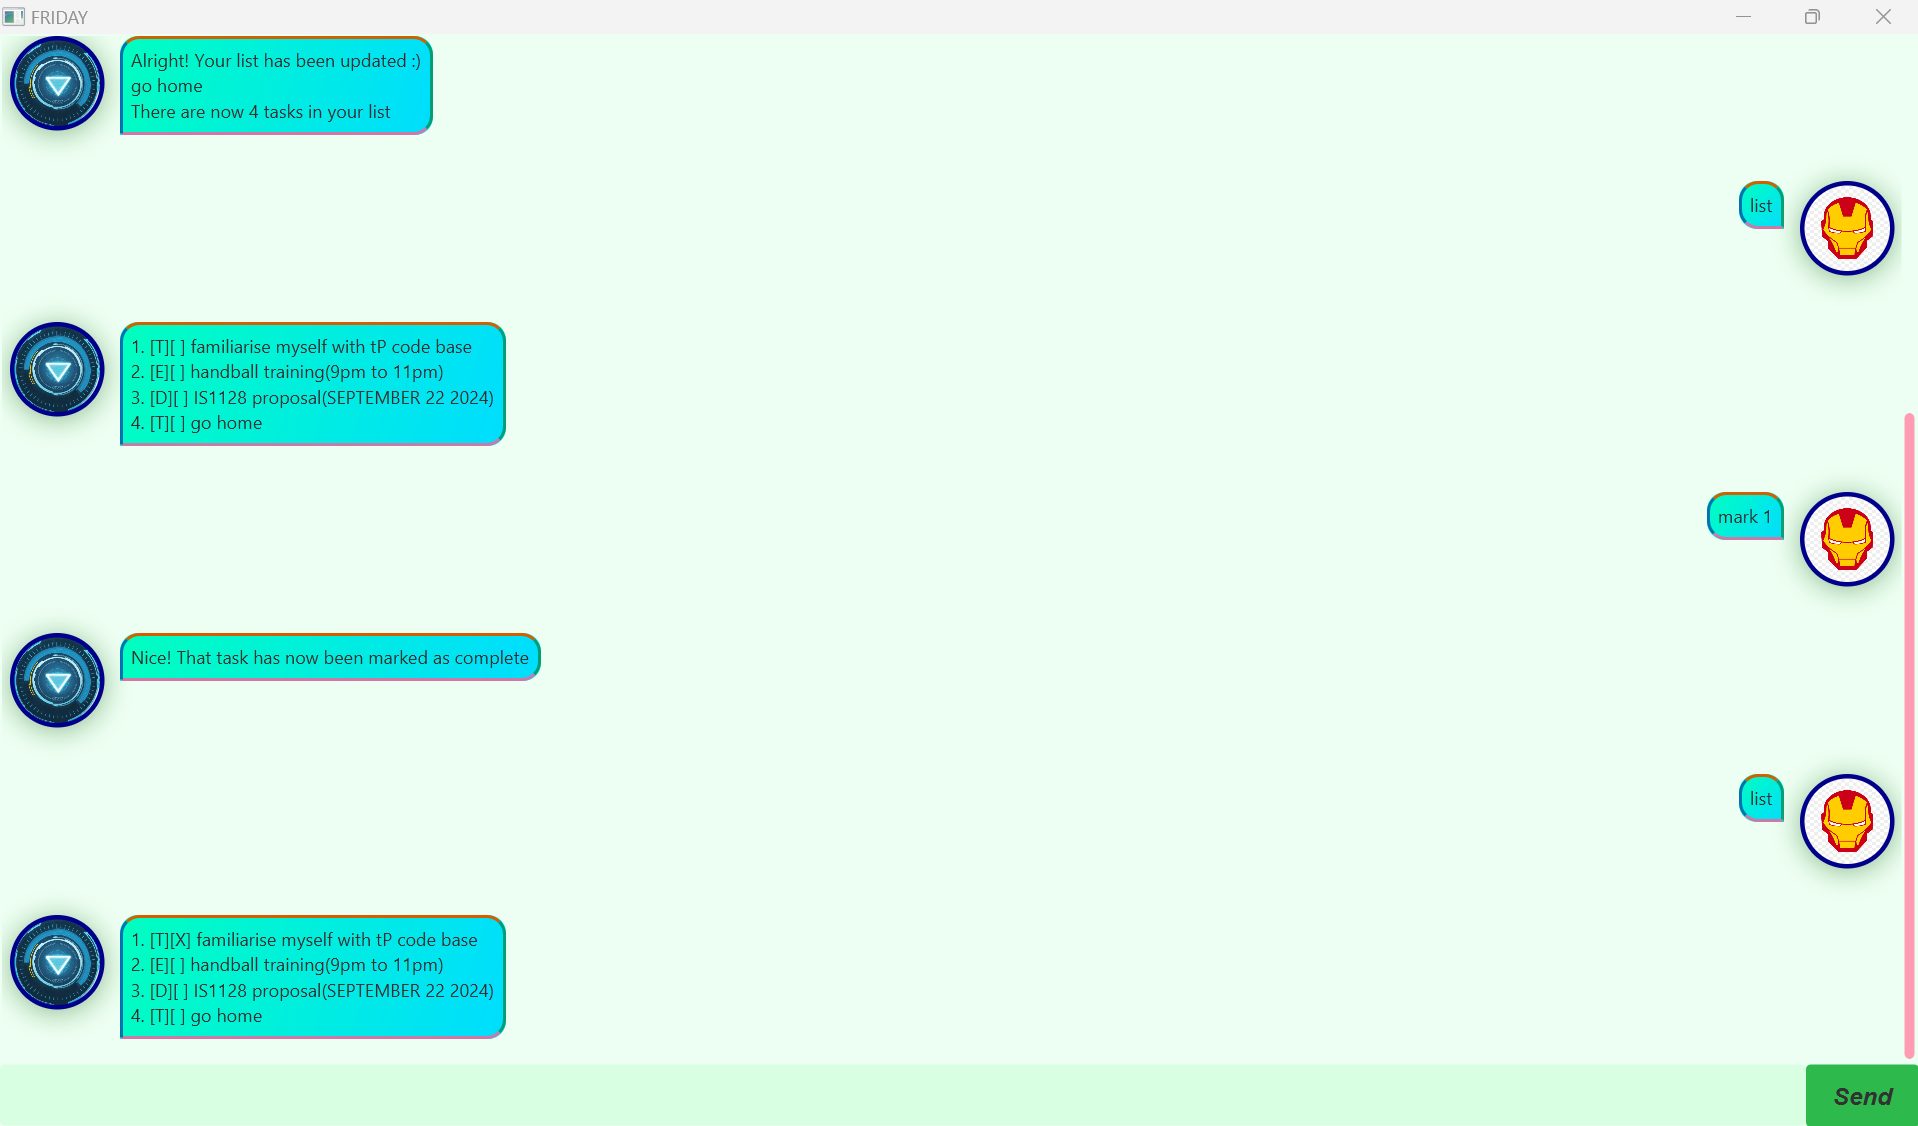 FRIDAY
Alright! Your list has been updated :)
go home
There are now 4 tasks in your list
list
1. [T][ ] familiarise myself with tP code base
2. [E][ ] handball training(9pm to 11pm)
3. [D][ ] IS1128 proposal(SEPTEMBER 22 2024)
4. [T][ ] go home
mark 1
Nice! That task has now been marked as complete
list
1. [T][X] familiarise myself with tP code base
2. [E][ ] handball training(9pm to 11pm)
3. [D][ ] IS1128 proposal(SEPTEMBER 22 2024)
4. [T][ ] go home
Send